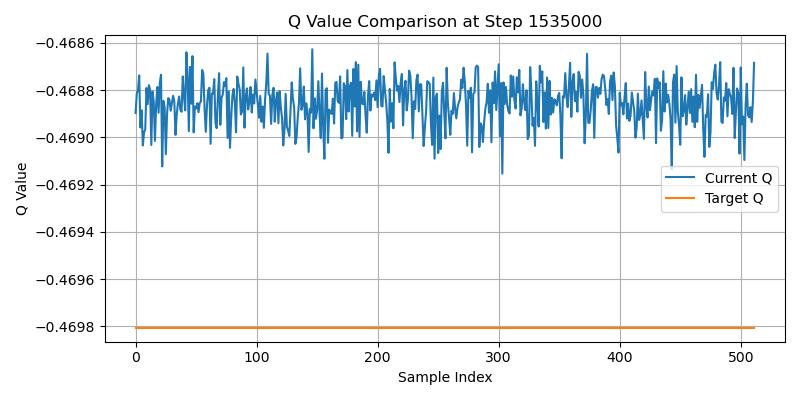 Q Value Comparison at Step 1535000
Q Value
−0.4686
−0.4688
−0.4690
−0.4692
−0.4694
−0.4696
−0.4698
Current Q
Target Q
0 100 200 300 400 500
Sample Index